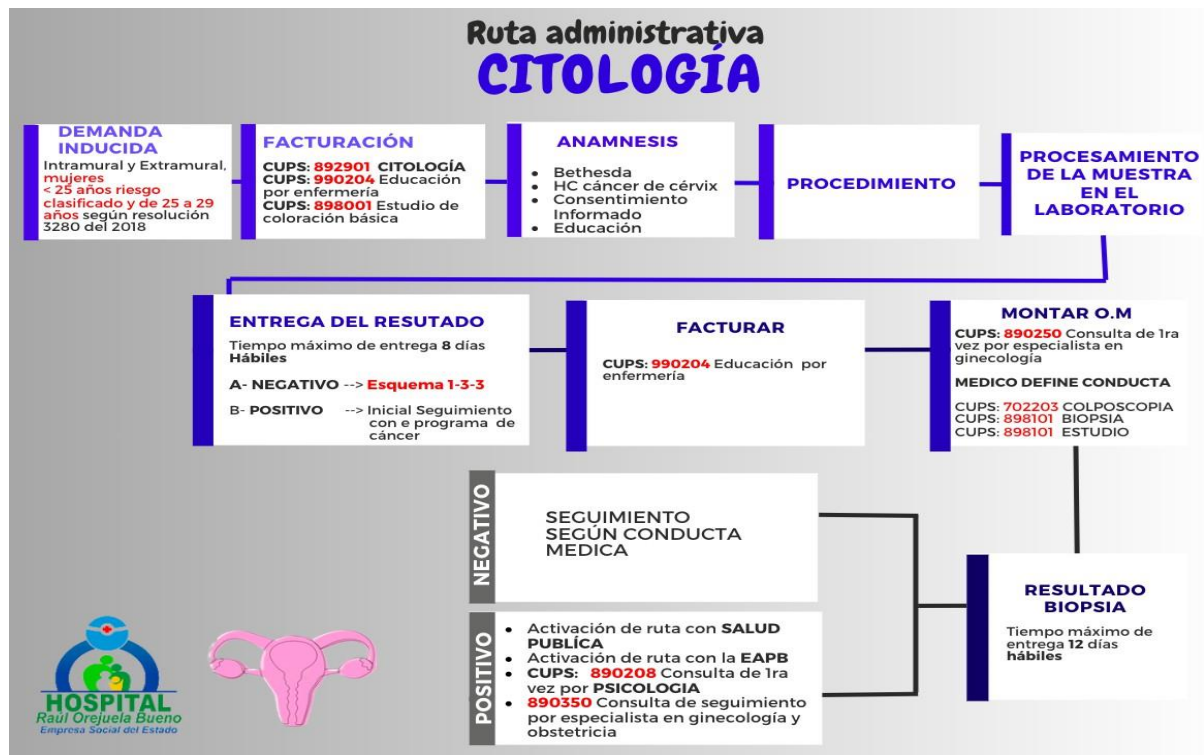 Ruta administrativa
CITOLOGÍA
DEMANDA
INDUCIDA
Intramural y Extramural,
mujeres
< 25 años riesgo
clasificado y de 25 a 29
años según resolución
3280 del 2018
FACTURACIÓN
CUPS: 892901 CITOLOGÍA
CUPS: 990204 Educación
por enfermería
CUPS: 898001 Estudio de
coloración básica
ANAMNESIS
• Bethesda
• HC cáncer de cérvix
• Consentimiento
Informado
• Educación
PROCEDIMIENTO
PROCESAMIENTO
DE LA MUESTRA
EN EL
LABORATORIO
ENTREGA DEL RESUTADO
Tiempo máximo de entrega 8 días
Hábiles
A- NEGATIVO --> Esquema 1-3-3
B- POSITIVO --> Inicial Seguimiento
con e programa de
cáncer
FACTURAR
CUPS: 990204 Educación por
enfermería
MONTAR O.M
CUPS: 890250 Consulta de 1ra
vez por especialista en
ginecología
MEDICO DEFINE CONDUCTA
CUPS: 702203 COLPOSCOPIA
CUPS: 898101 BIOPSIA
CUPS: 898101 ESTUDIO
NEGATIVO
SEGUIMIENTO
SEGÚN CONDUCTA
MEDICA
RESULTADO
BIOPSIA
Tiempo máximo de
entrega 12 días
hábiles
POSITIVO
• Activación de ruta con SALUD
PUBLÍCA
• Activación de ruta con la EAPB
• CUPS: 890208 Consulta de 1ra
vez por PSICOLOGIA
• 890350 Consulta de seguimiento
por especialista en ginecología y
obstetricia
HOSPITAL
Raúl Orejuela Bueno
Empresa Social del Estado